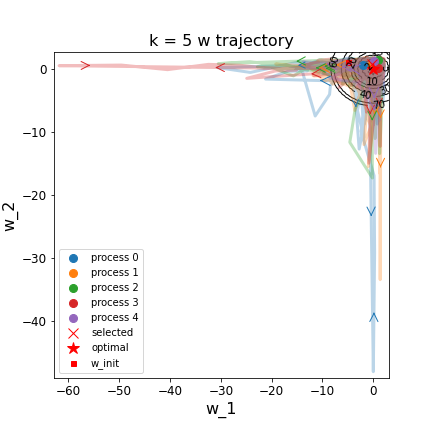 k = 5 w trajectory
w_2
0
−10
−20
−30
−40
10
40
70
process 0
process 1
process 2
process 3
process 4
selected
optimal
w_init
−60
−50
−40
−30
−20
−10
0
w_1